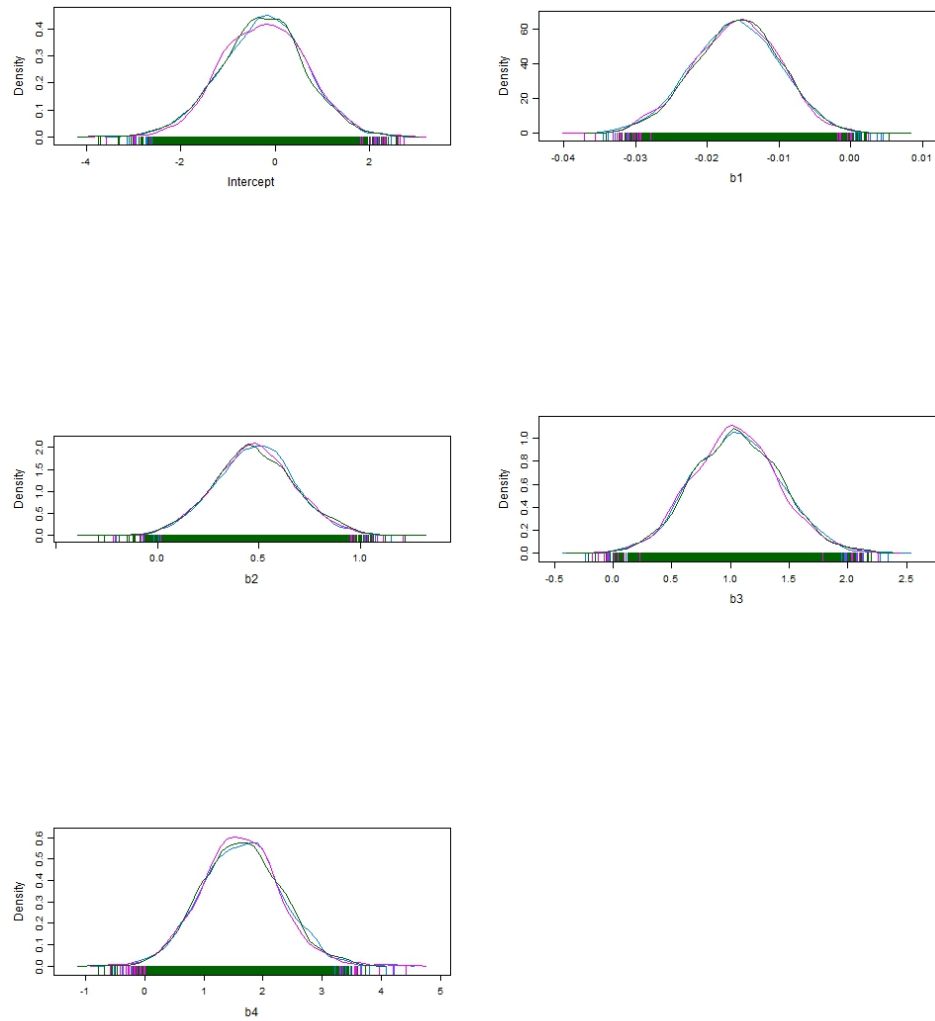 Density
0.0 0.1 0.2 0.3 0.4
-4 -2 0 2
Intercept
Density
0 20 40 60
-0.04 -0.03 -0.02 -0.01 0.00 0.01
b1
Density
0.0 0.5 1.0 1.5 2.0
0.0 0.5 1.0
b2
Density
0.0 0.2 0.4 0.6 0.8 1.0
-0.5 0.0 0.5 1.0 1.5 2.0 2.5
b3
Density
0.0 0.1 0.2 0.3 0.4 0.5 0.6
-1 0 1 2 3 4 5
b4